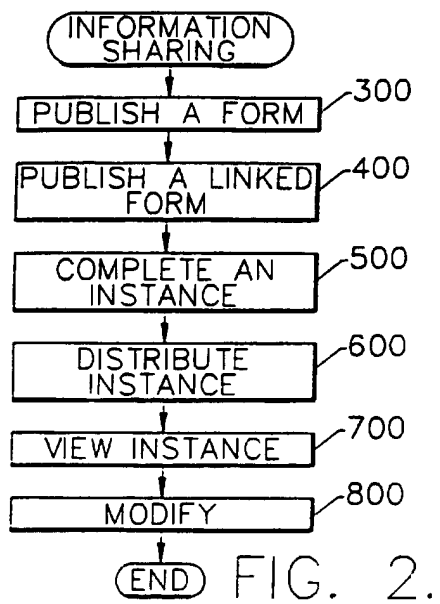 INFORMATION
SHARING
300
PUBLISH A FORM
400
PUBLISH A LINKED
FORM
500
COMPLETE AN
INSTANCE
600
DISTRIBUTE
INSTANCE
700
VIEW INSTANCE
800
MODIFY
END
FIG. 2.